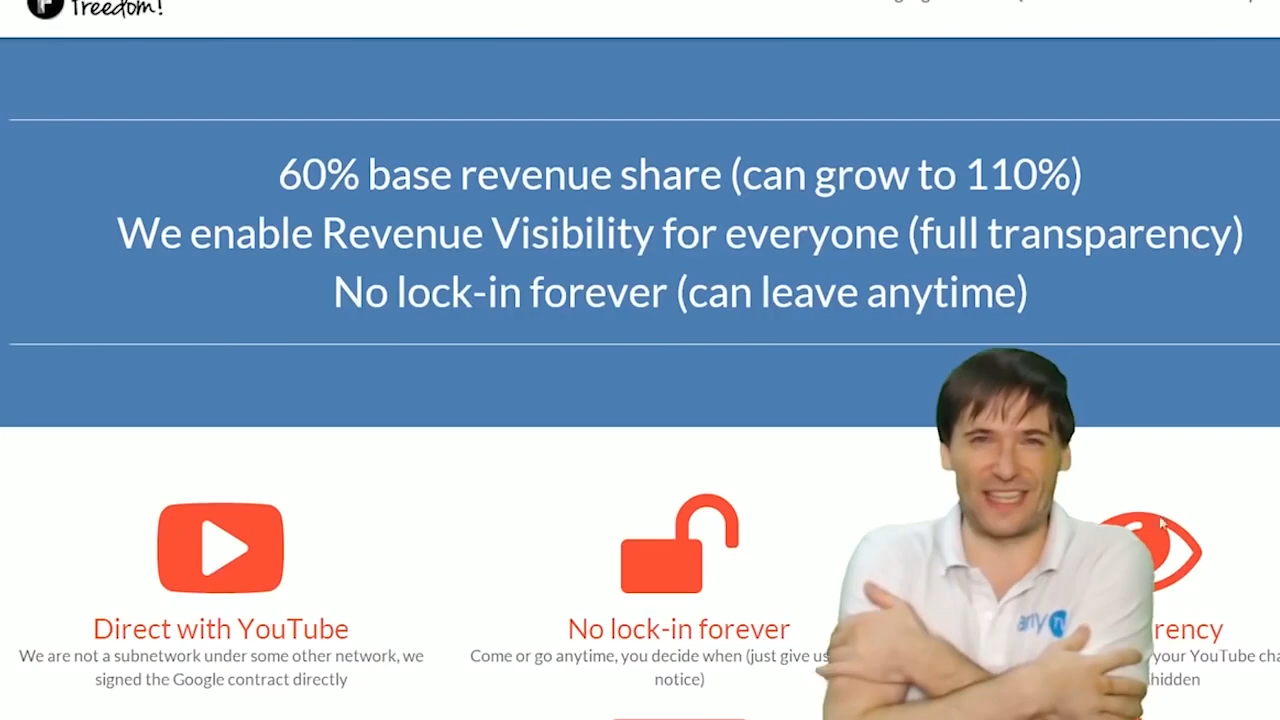 freedom!
60% base revenue share (can grow to 110%)
We enable Revenue Visibility for everyone (full transparency)
No lock-in forever (can leave anytime)
Direct with YouTube
We are not a subnetwork under some other network, we
signed the Google contract directly
No lock-in forever
Come or go anytime, you decide when (just give us
notice)
any TV
rency
your YouTube cha
hidden